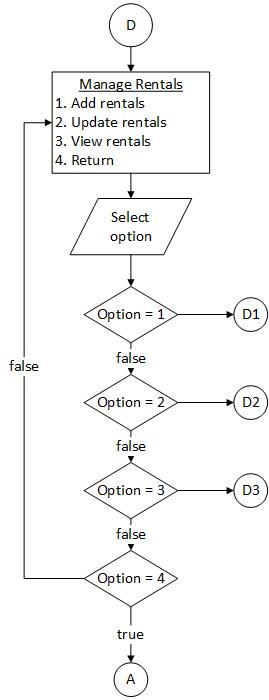 D
Manage Rentals
1. Add rentals
2. Update rentals
3. View rentals
4. Return
Select
option
Option = 1
D1
false
false
Option = 2
D2
false
Option = 3
D3
false
Option = 4
true
A